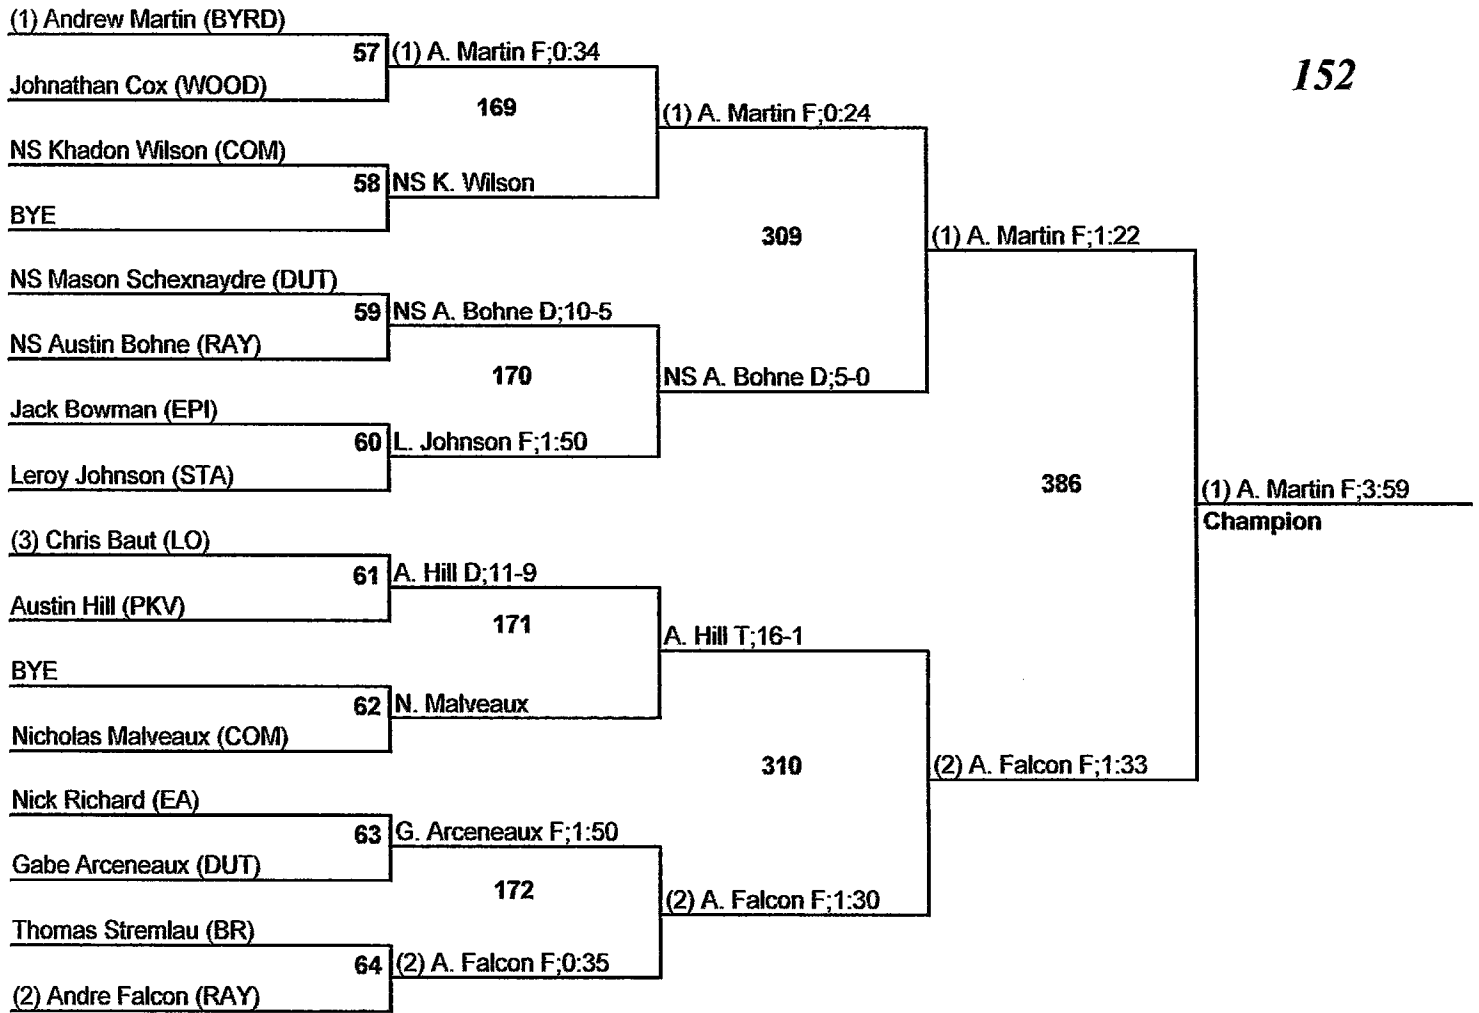 (1) Andrew Martin (BYRD)
57
(1) A. Martin F;0:34
Johnathan Cox (WOOD)
152
169
(1) A. Martin F;0:24
NS Khadon Wilson (COM)
58
NS K. Wilson
BYE
309
(1) A. Martin F;1:22
NS Mason Schexnaydre (DUT)
59
NS A. Bohne D;10-5
NS Austin Bohne (RAY)
170
NS A. Bohne D;5-0
Jack Bowman (EPI)
60
L. Johnson F;1:50
Leroy Johnson (STA)
386
(1) A. Martin F;3:59
Champion
(3) Chris Baut (LO)
61
A. Hill D;11-9
Austin Hill (PKV)
171
A. Hill T;16-1
BYE
62
N. Malveaux
Nicholas Malveaux (COM)
310
(2) A. Falcon F;1:33
Nick Richard (EA)
63
G. Arceneaux F;1:50
Gabe Arceneaux (DUT)
172
(2) A. Falcon F;1:30
Thomas Stremlau (BR)
64
(2) A. Falcon F;0:35
(2) Andre Falcon (RAY)